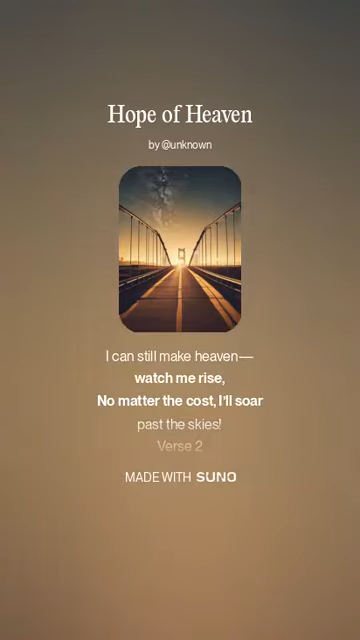 Hope of Heaven
by @unknown
I can still make heaven—
watch me rise,
No matter the cost, I'll soar
past the skies!
Verse 2
MADE WITH SUNO